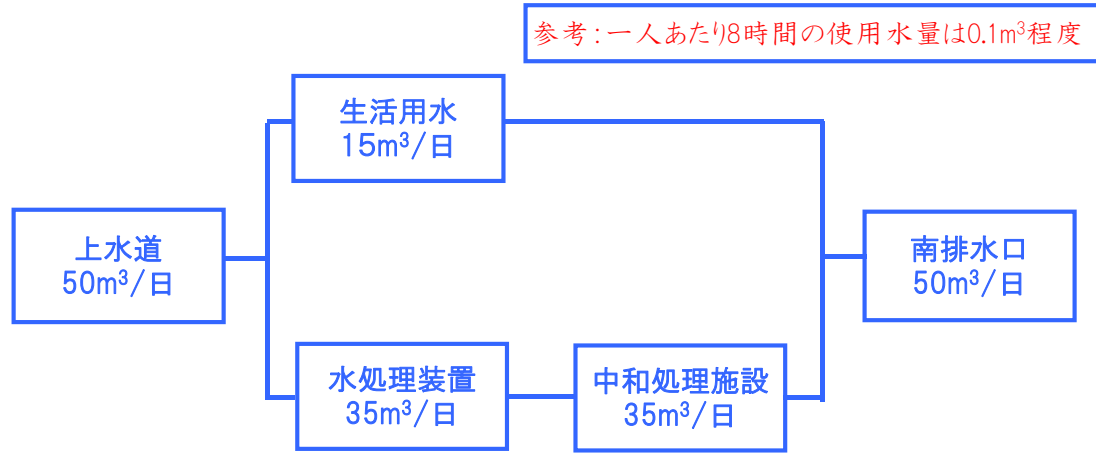 参考:一人あたり8時間の使用水量は0.1m³程度
生活用水
15m³/日
上水道
50m³/日
南排水口
50m³/日
水処理装置
35m³/日
中和処理施設
35m³/日